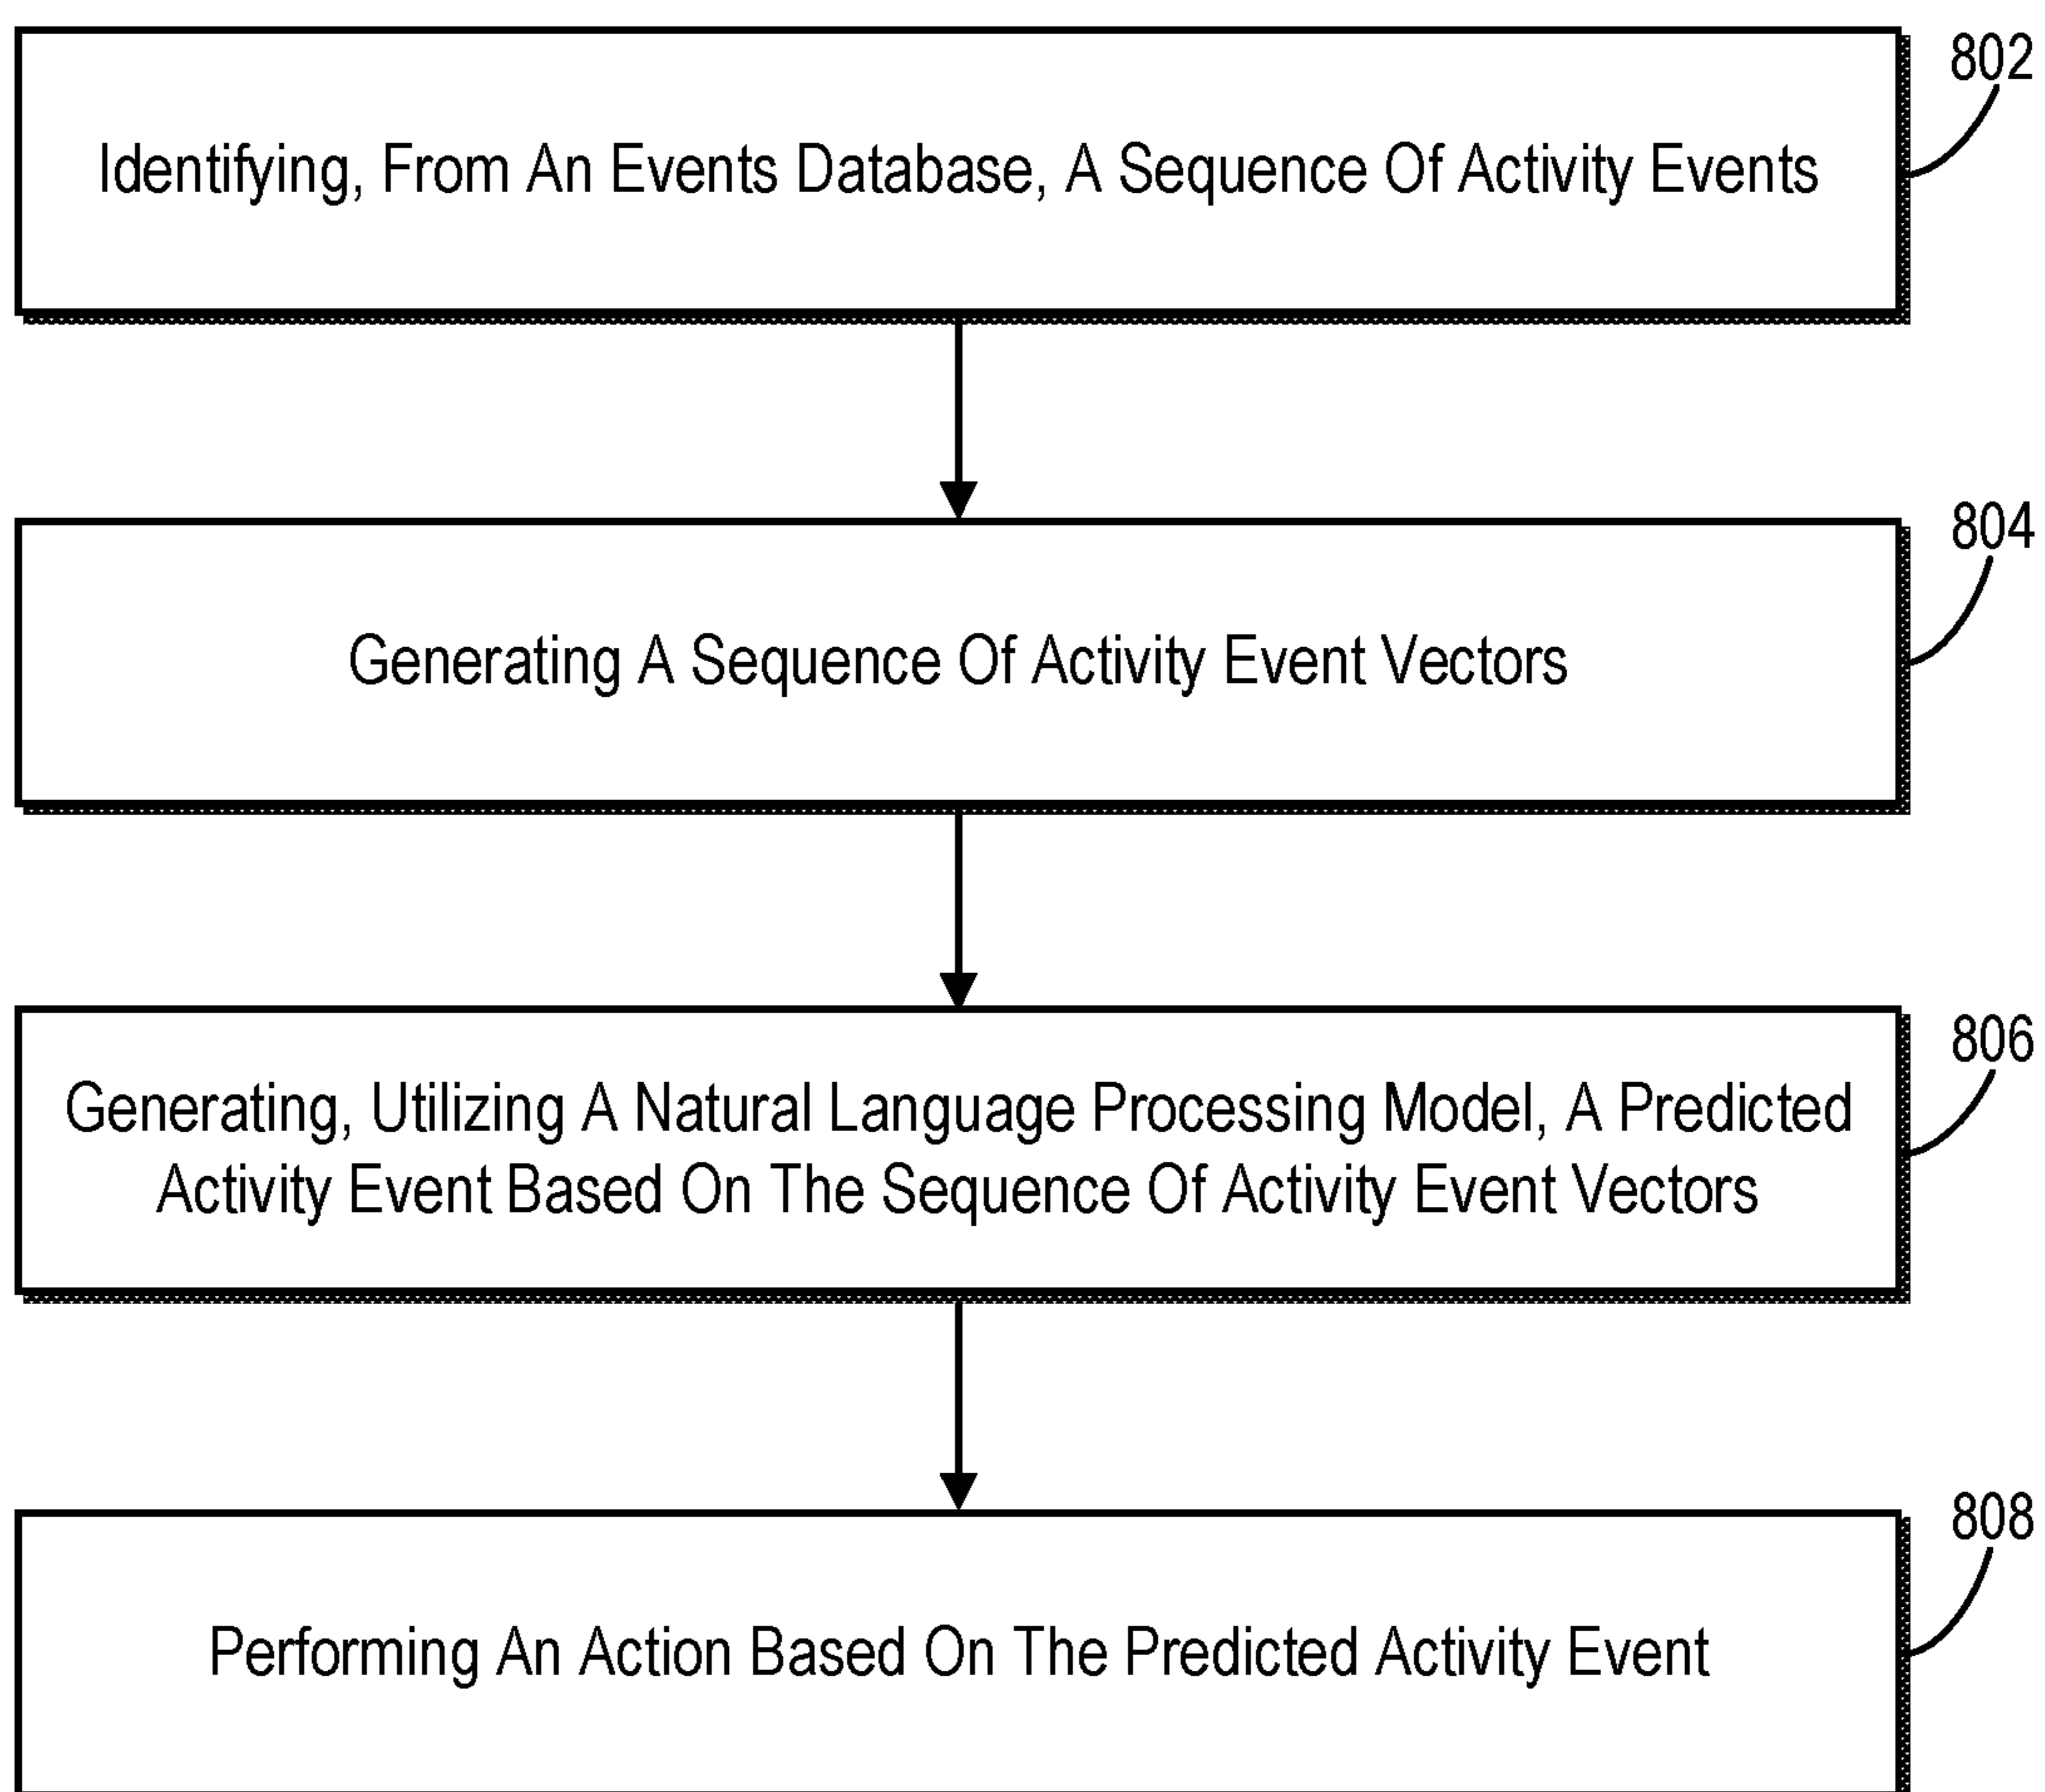 802
Identifying, From An Events Database, A Sequence Of Activity Events
804
Generating A Sequence Of Activity Event Vectors
806
Generating, Utilizing A Natural Language Processing Model, A Predicted
Activity Event Based On The Sequence Of Activity Event Vectors
808
Performing An Action Based On The Predicted Activity Event